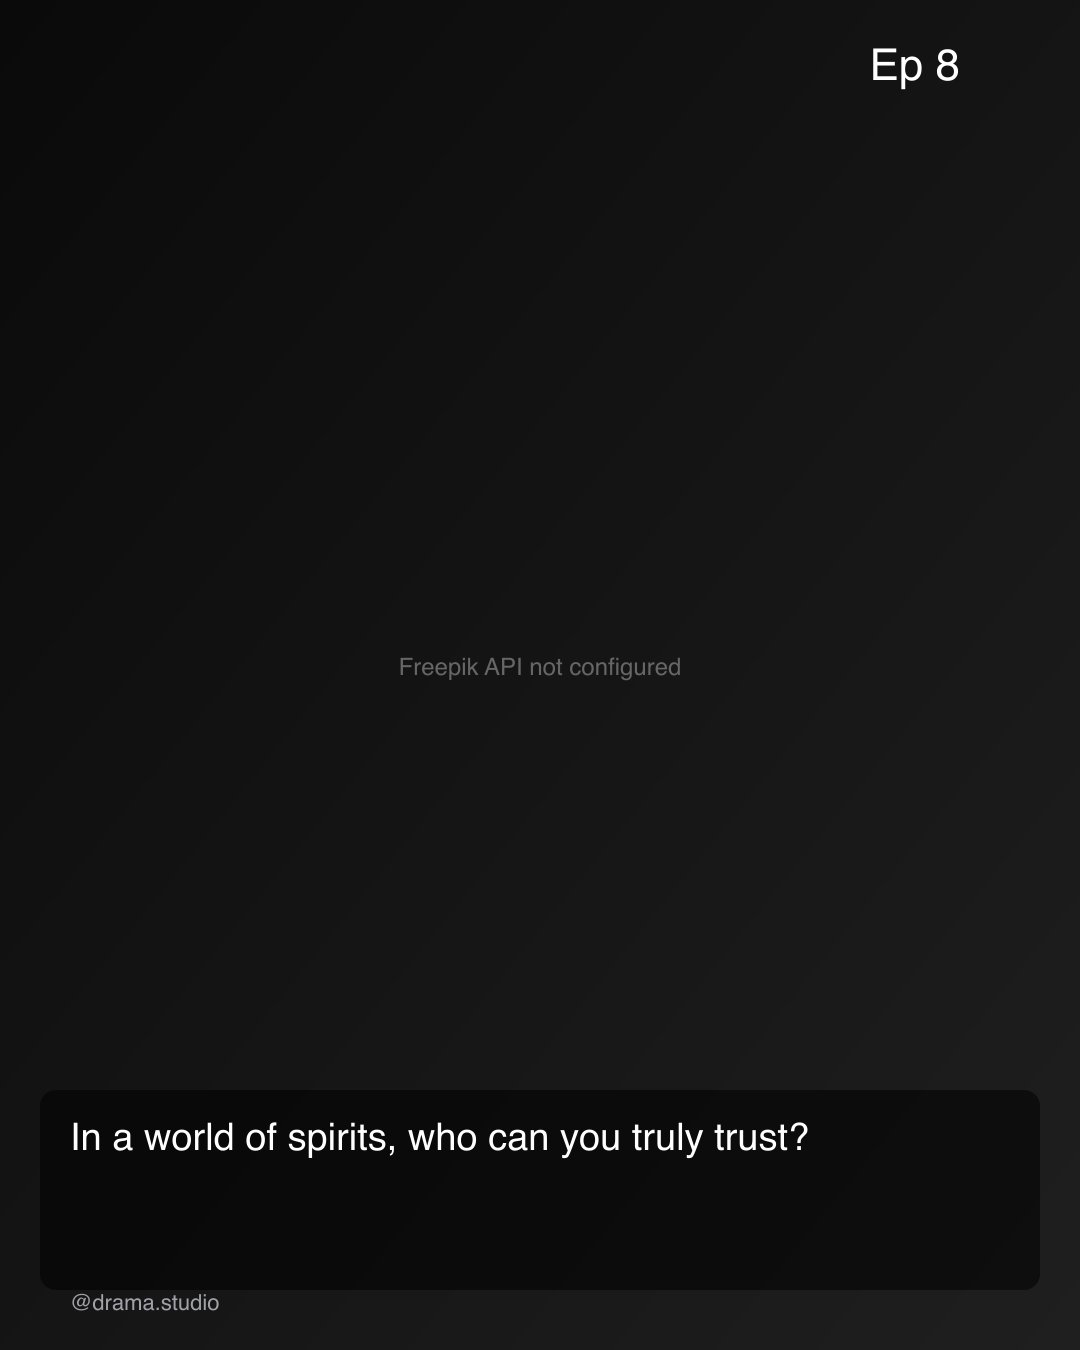 Ep 8
Freepik API not configured
In a world of spirits, who can you truly trust?
@drama.studio